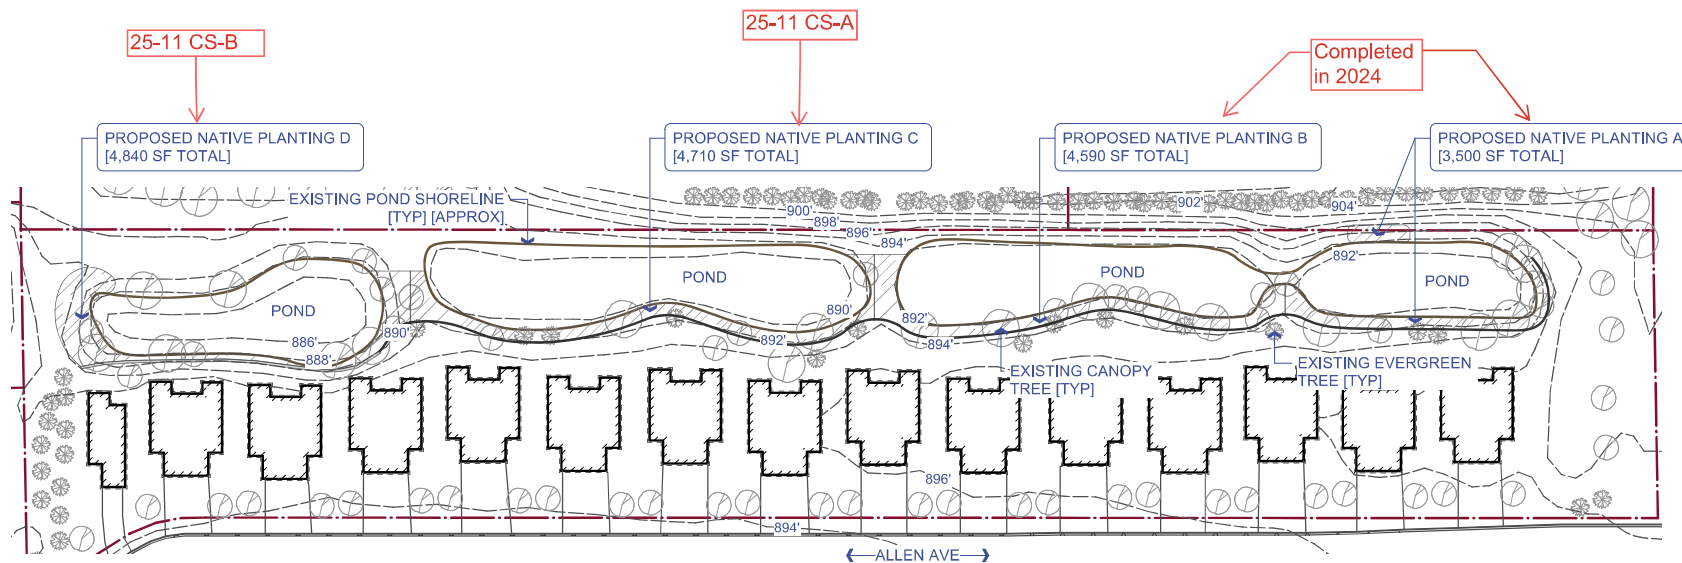 25-11 CS-B
25-11 CS-A
Completed
in 2024
PROPOSED NATIVE PLANTING D
[4,840 SF TOTAL]
PROPOSED NATIVE PLANTING C
[4,710 SF TOTAL]
PROPOSED NATIVE PLANTING B
[4,590 SF TOTAL]
PROPOSED NATIVE PLANTING A
[3,500 SF TOTAL]
EXISTING POND SHORELINE
[TYP] [APPROX]
900'
898'
896'
894'
902'
904'
892'
POND
POND
POND
POND
890'
886'
888'
890'
892'
892'
894'
EXISTING CANOPY
TREE [TYP]
EXISTING EVERGREEN
TREE [TYP]
896'
894'
ALLEN AVE